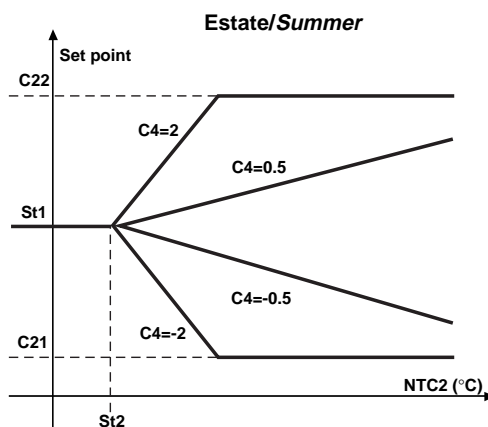 Estate/Summer
Set point
C22
C4=2
C4=0.5
St1
C4=-0.5
C4=-2
C21
NTC2 (°C)
St2